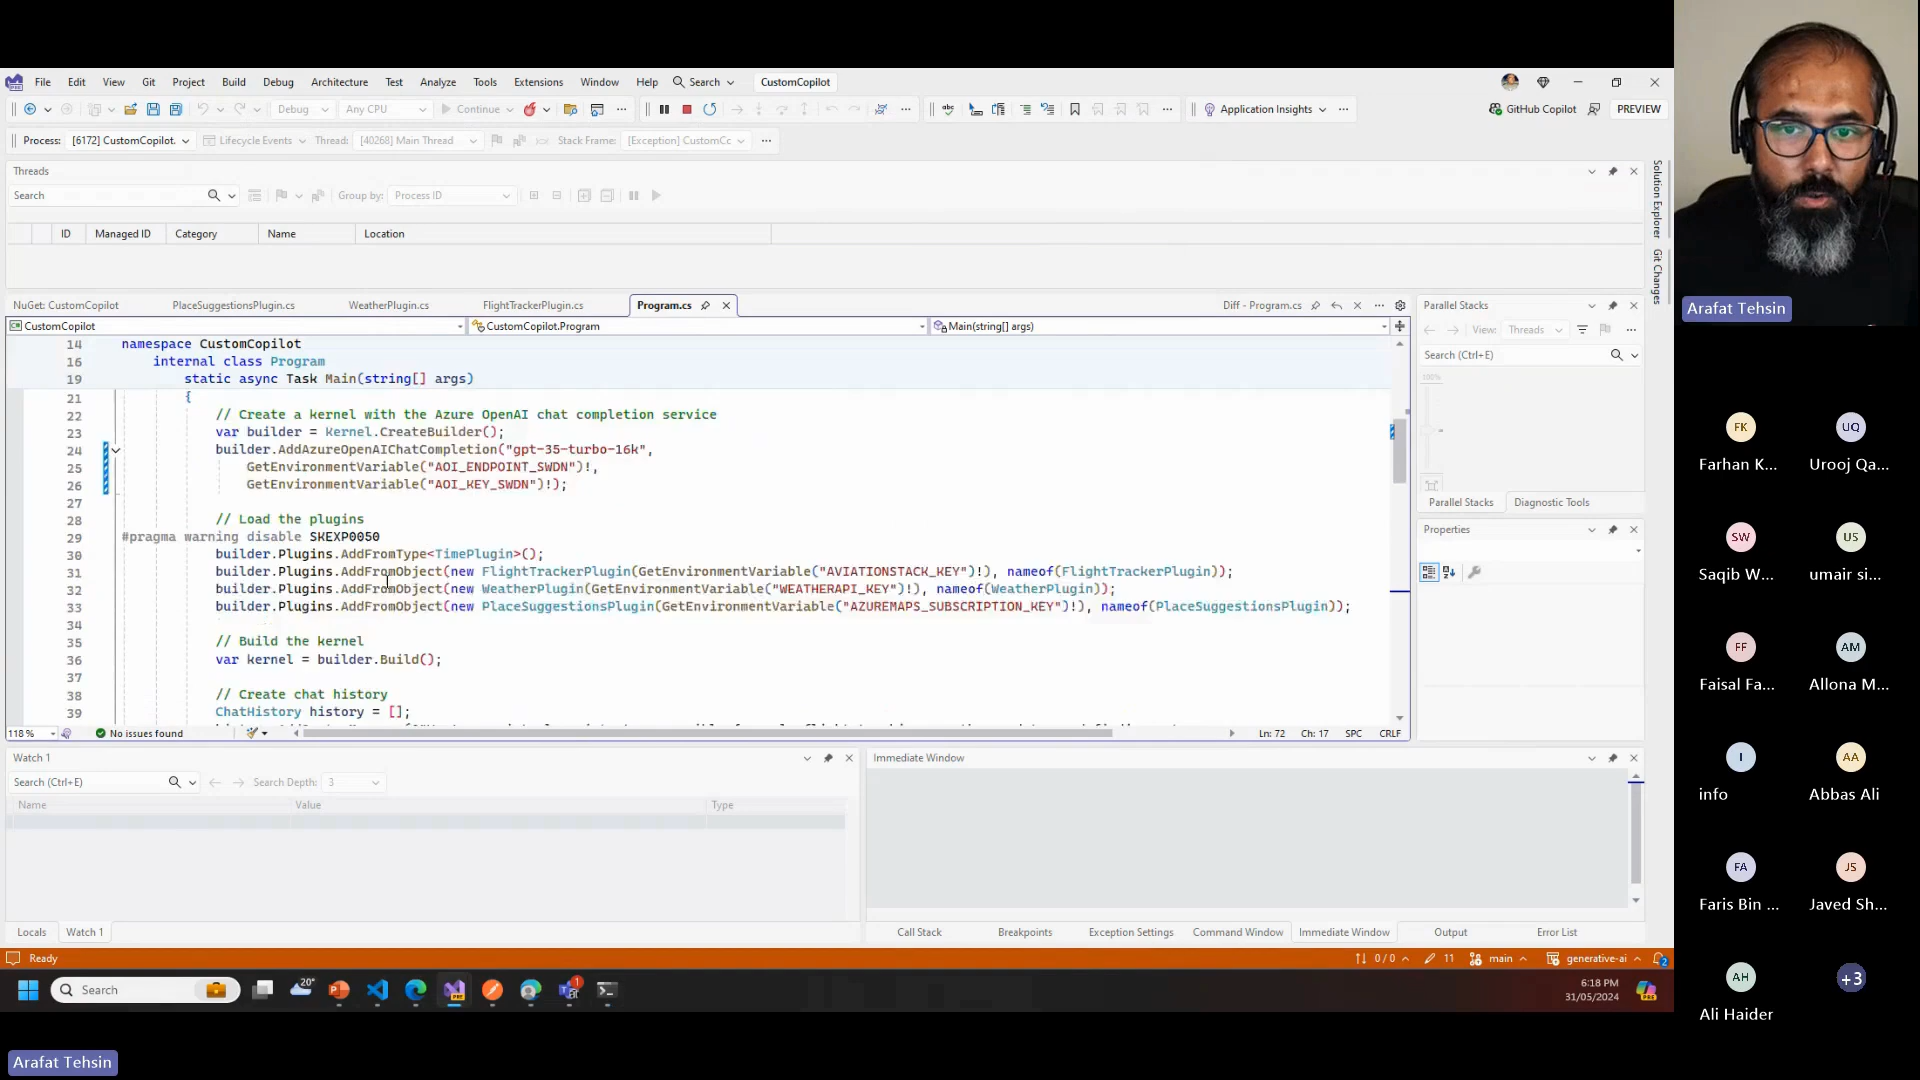 File Edit View Git Project Build Debug Architecture Test Analyze Tools Extensions Window Help Search CustomCopilot
Debug Any CPU Continue Application Insights GitHub Copilot PREVIEW
Process: [6172] CustomCopilot. Lifecycle Events Thread: [40268] Main Thread Stack Frame: [Exception] CustomCc
Threads
Search Group by: Process ID
ID Managed ID Category Name Location
Solution Explorer
Git Changes
NuGet: CustomCopilot PlaceSuggestionsPlugin.cs WeatherPlugin.cs FlightTrackerPlugin.cs Program.cs Diff - Program.cs
CustomCopilot CustomCopilot.Program Main(string[] args)
14 namespace CustomCopilot
16 internal class Program
19 static async Task Main(string[] args)
21 {
22 // Create a kernel with the Azure OpenAI chat completion service
23 var builder = Kernel.CreateBuilder();
24 builder.AddAzureOpenAIChatCompletion("gpt-35-turbo-16k",
25 GetEnvironmentVariable("AOI_ENDPOINT_SWDN")!,
26 GetEnvironmentVariable("AOI_KEY_SWDN")!);
27
28 // Load the plugins
29 #pragma warning disable SKEXP0050
30 builder.Plugins.AddFromType<TimePlugin>();
31 builder.Plugins.AddFromObject(new FlightTrackerPlugin(GetEnvironmentVariable("AVIATIONSTACK_KEY")!), nameof(FlightTrackerPlugin));
32 builder.Plugins.AddFromObject(new WeatherPlugin(GetEnvironmentVariable("WEATHERAPI_KEY")!), nameof(WeatherPlugin));
33 builder.Plugins.AddFromObject(new PlaceSuggestionsPlugin(GetEnvironmentVariable("AZUREMAPS_SUBSCRIPTION_KEY")!), nameof(PlaceSuggestionsPlugin));
34
35 // Build the kernel
36 var kernel = builder.Build();
37
38 // Create chat history
39 ChatHistory history = [];
118 % No issues found Ln: 72 Ch: 17 SPC CRLF
Parallel Stacks
View: Threads
Search (Ctrl+E)
100%
Parallel Stacks Diagnostic Tools
Properties
Watch 1
Search (Ctrl+E) Search Depth: 3
Name Value Type
Locals Watch 1
Immediate Window
Call Stack Breakpoints Exception Settings Command Window Immediate Window Output Error List
Ready 0 / 0 11 main generative-ai 2
Search 20° 1 6:18 PM
31/05/2024
Arafat Tehsin
Arafat Tehsin
FK UQ
Farhan K... Urooj Qa...
SW US
Saqib W... umair si...
FF AM
Faisal Fa... Allona M...
I AA
info Abbas Ali
FA JS
Faris Bin ... Javed Sh...
AH +3
Ali Haider